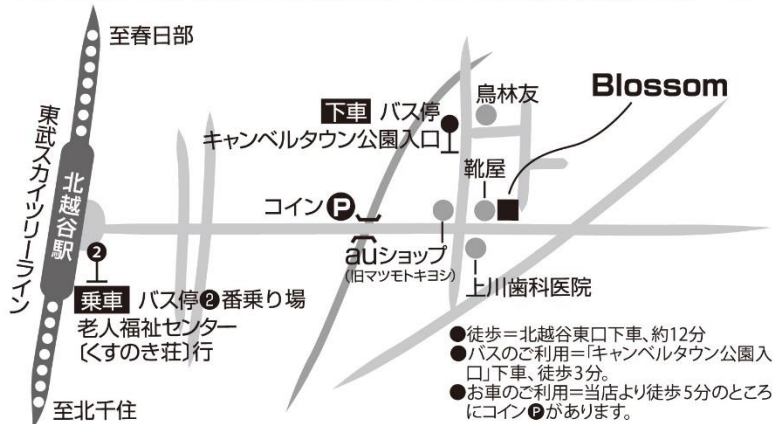 至春日部
東武スカイツリーライン
北越谷駅
❷
乗車 バス停❷番乗り場
老人福祉センター
〔くすのき荘〕行
至北千住
下車 バス停
キャンベルタウン公園入口
鳥林友
Blossom
靴屋
コインP
auショップ
(旧マツモトキヨシ)
上川歯科医院
●徒歩=北越谷東口下車、約12分
●バスのご利用=「キャンベルタウン公園入
口」下車、徒歩3分。
●お車のご利用=当店より徒歩5分のところ
にコインPがあります。